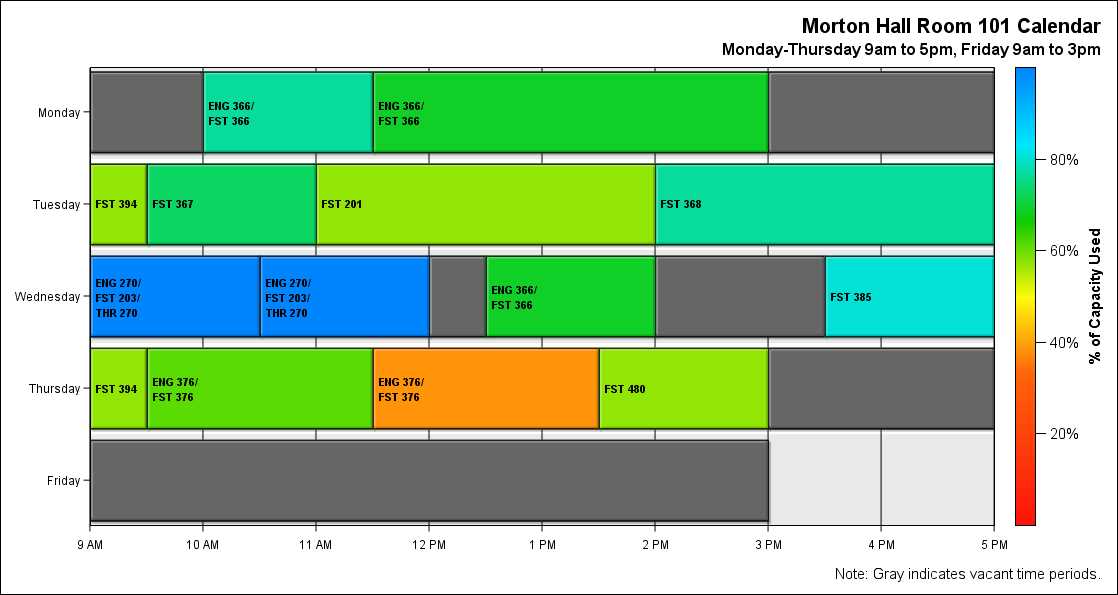 Morton Hall Room 101 Calendar
Monday-Thursday 9am to 5pm, Friday 9am to 3pm
Monday
ENG 366/
FST 366
ENG 366/
FST 366
Tuesday
FST 394
FST 367
FST 201
FST 368
Wednesday
ENG 270/
FST 203/
THR 270
ENG 270/
FST 203/
THR 270
ENG 366/
FST 366
FST 385
Thursday
FST 394
ENG 376/
FST 376
ENG 376/
FST 376
FST 480
Friday
9 AM
10 AM
11 AM
12 PM
1 PM
2 PM
3 PM
4 PM
5 PM
80%
60%
40%
20%
% of Capacity Used
Note: Gray indicates vacant time periods.